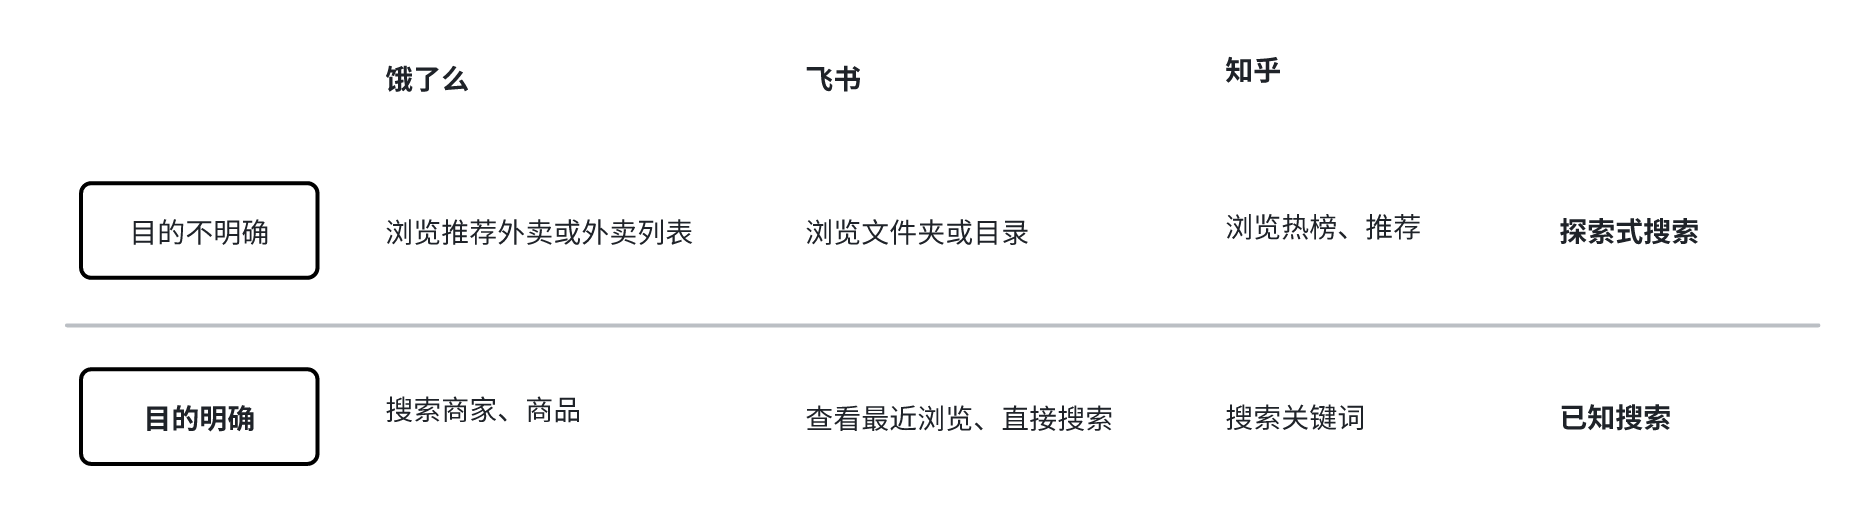 饿了么 飞书 知乎
目的不明确 浏览推荐外卖或外卖列表 浏览文件夹或目录 浏览热榜、推荐 探索式搜索
目的明确 搜索商家、商品 查看最近浏览、直接搜索 搜索关键词 已知搜索